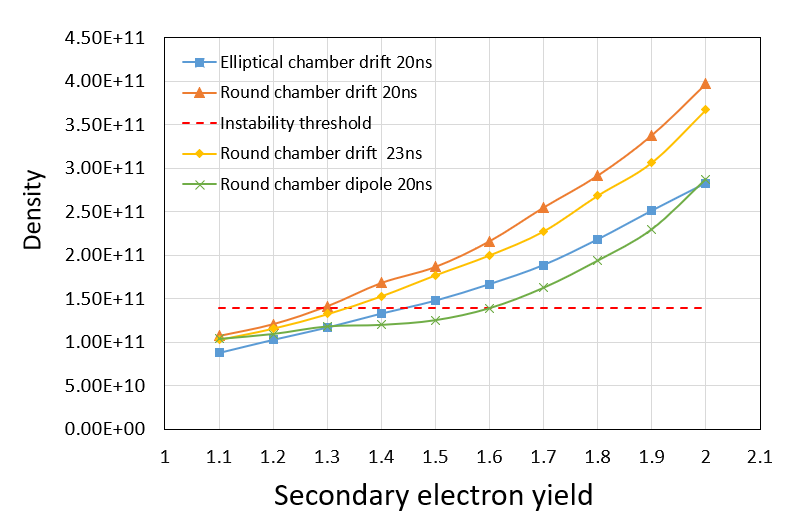 4.50E+11
4.00E+11
3.50E+11
3.00E+11
2.50E+11
2.00E+11
1.50E+11
1.00E+11
5.00E+10
0.00E+00
Density
Elliptical chamber drift 20ns
Round chamber drift 20ns
Instability threshold
Round chamber drift  23ns
Round chamber dipole 20ns
1 1.1 1.2 1.3 1.4 1.5 1.6 1.7 1.8 1.9 2 2.1
Secondary electron yield